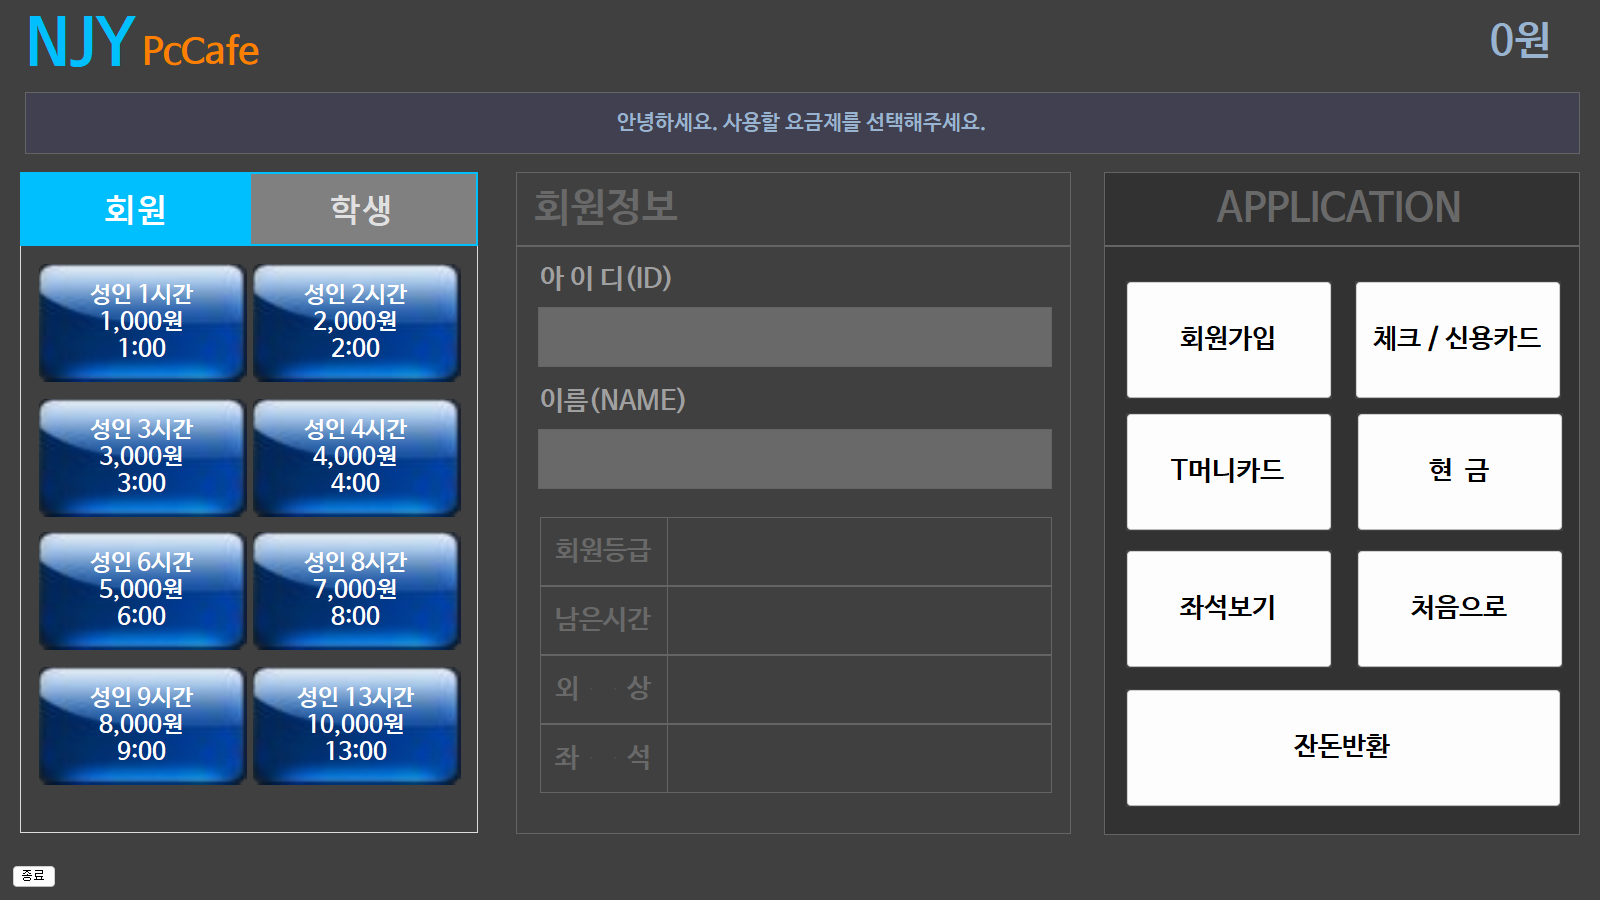 NJY PcCafe
0원
안녕하세요. 사용할 요금제를 선택해주세요.
회원
학생
성인 1시간
1,000원
1:00
성인 2시간
2,000원
2:00
성인 3시간
3,000원
3:00
성인 4시간
4,000원
4:00
성인 6시간
5,000원
6:00
성인 8시간
7,000원
8:00
성인 9시간
8,000원
9:00
성인 13시간
10,000원
13:00
회원정보
아 이 디(ID)
이름(NAME)
회원등급
남은시간
외 상
좌 석
APPLICATION
회원가입
체크 / 신용카드
T머니카드
현 금
좌석보기
처음으로
잔돈반환
종료